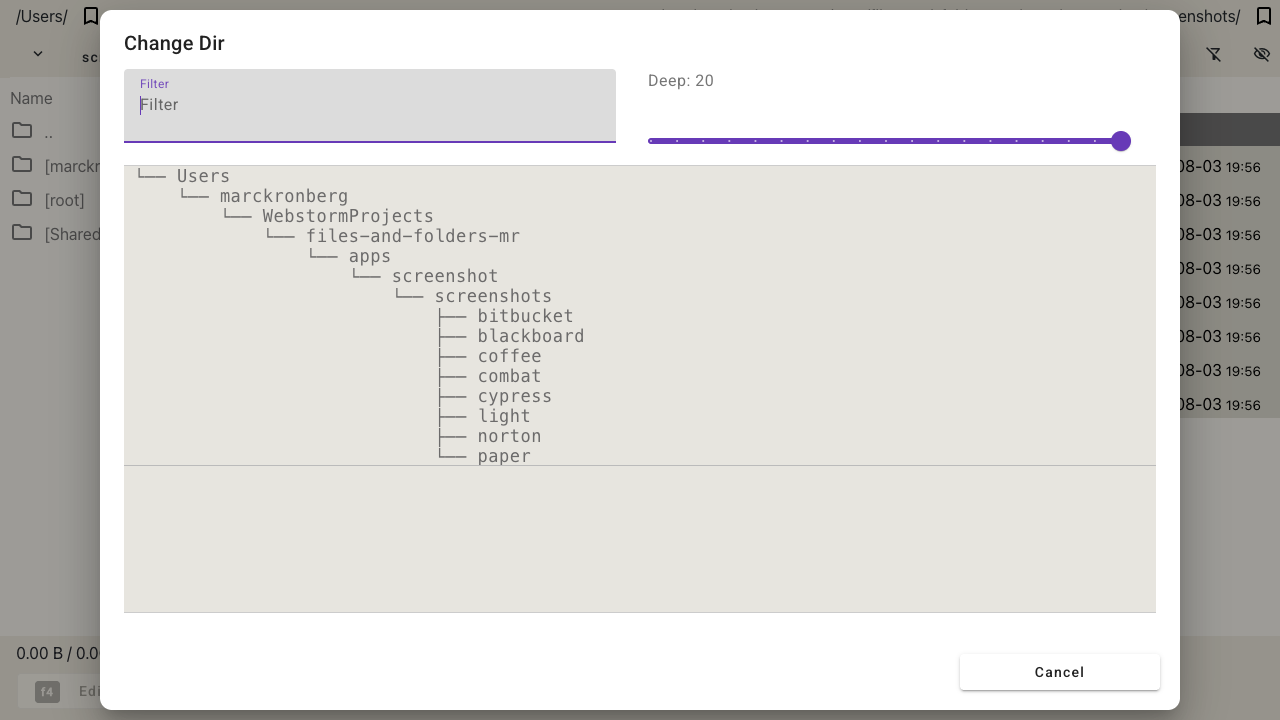 /Users/
enshots/
Change Dir
Filter
Filter
Deep: 20
Name
..
[marckr
[root]
[Shared
└── Users
└── marckronberg
└── WebstormProjects
└── files-and-folders-mr
└── apps
└── screenshot
└── screenshots
├── bitbucket
├── blackboard
├── coffee
├── combat
├── cypress
├── light
├── norton
└── paper
08-03 19:56
08-03 19:56
08-03 19:56
08-03 19:56
08-03 19:56
08-03 19:56
08-03 19:56
08-03 19:56
0.00 B / 0.0
f4 Edi
Cancel